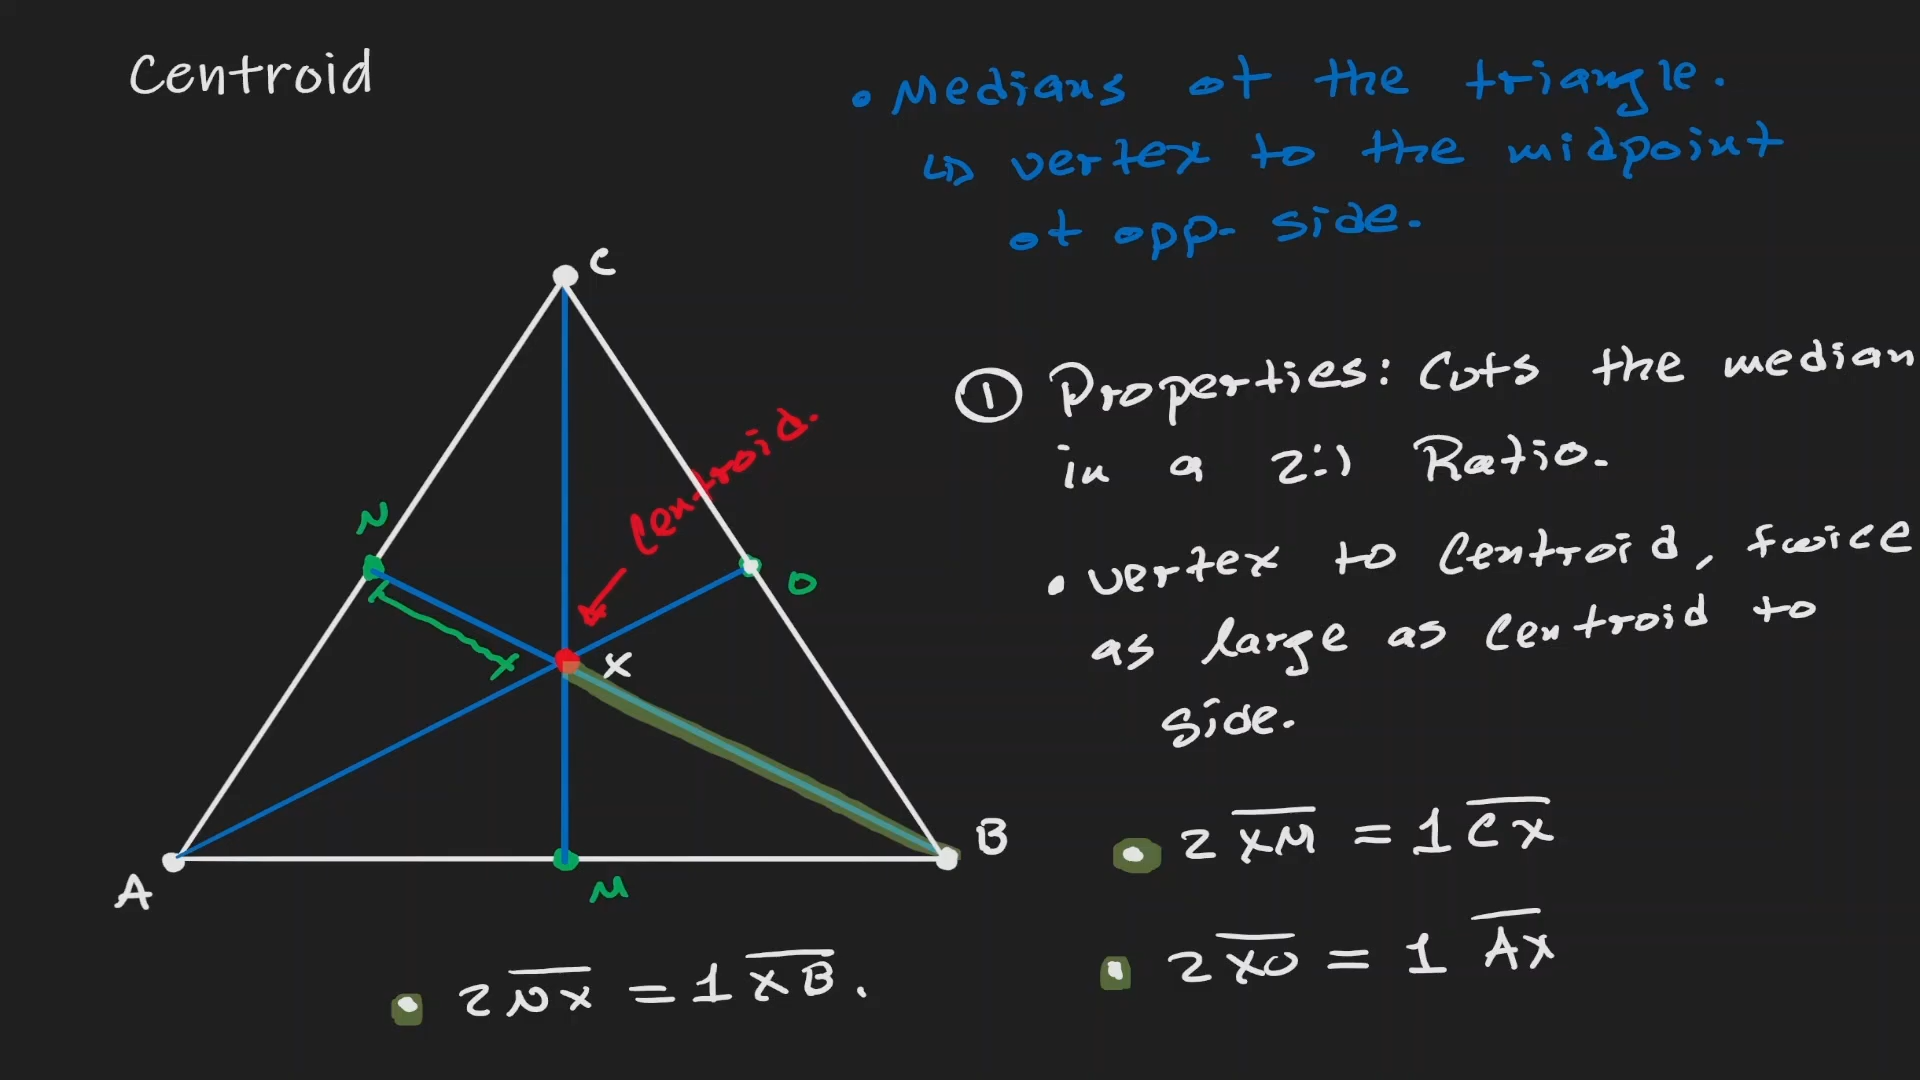 Centroid
• Medians of the triangle.
↳ vertex to the midpoint
of opp. side.
C
Centroid.
① Properties: Cuts the median
in a 2:1 Ratio.
N
• vertex to Centroid, twice
O
as large as centroid to
X
side.
B
A
M
• 2 XM = 1 CX
• 2 XO = 1 AX
• 2 NX = 1 XB.